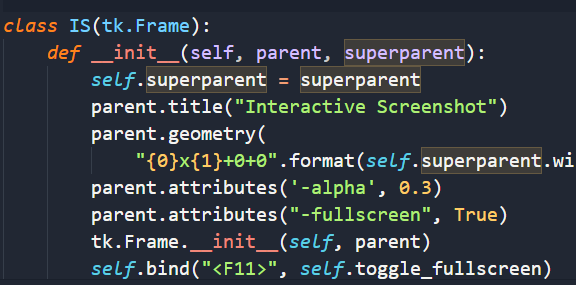 class IS(tk.Frame):
    def __init__(self, parent, superparent):
        self.superparent = superparent
        parent.title("Interactive Screenshot")
        parent.geometry(
            "{0}x{1}+0+0".format(self.superparent.wi
        parent.attributes('-alpha', 0.3)
        parent.attributes("-fullscreen", True)
        tk.Frame.__init__(self, parent)
        self.bind("<F11>", self.toggle_fullscreen)